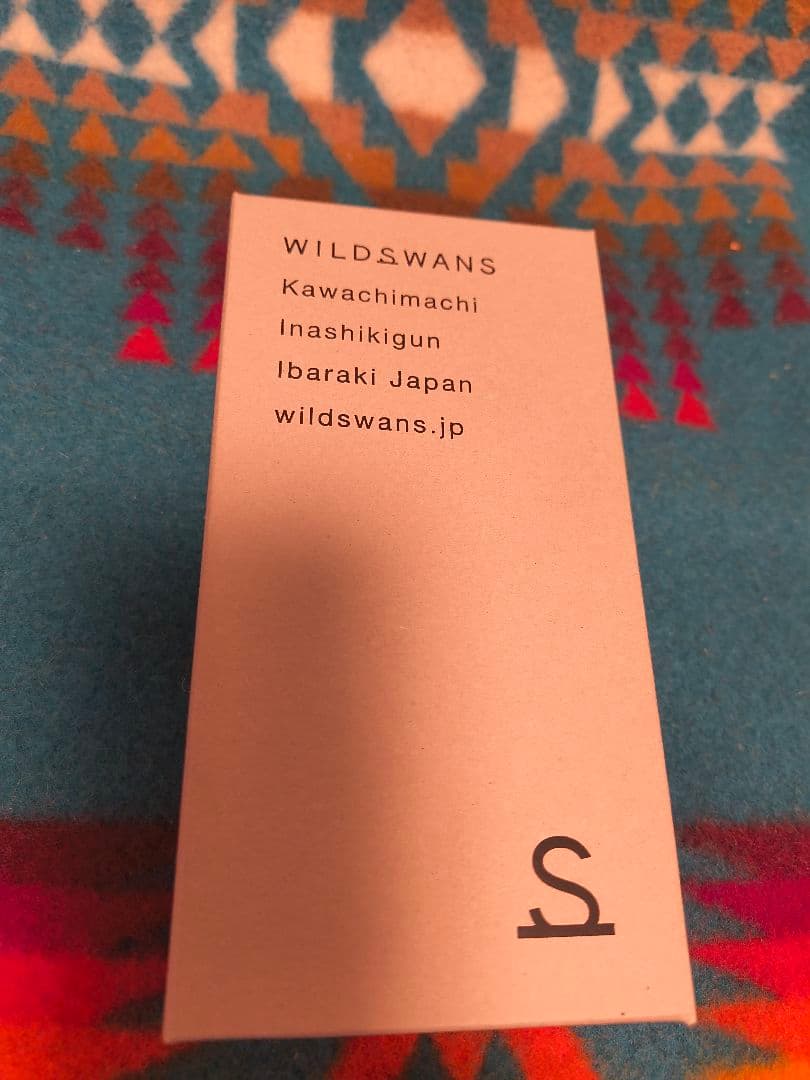 WILDSWANS
Kawachimachi
Inashikigun
Ibaraki Japan
wildswans.jp
S